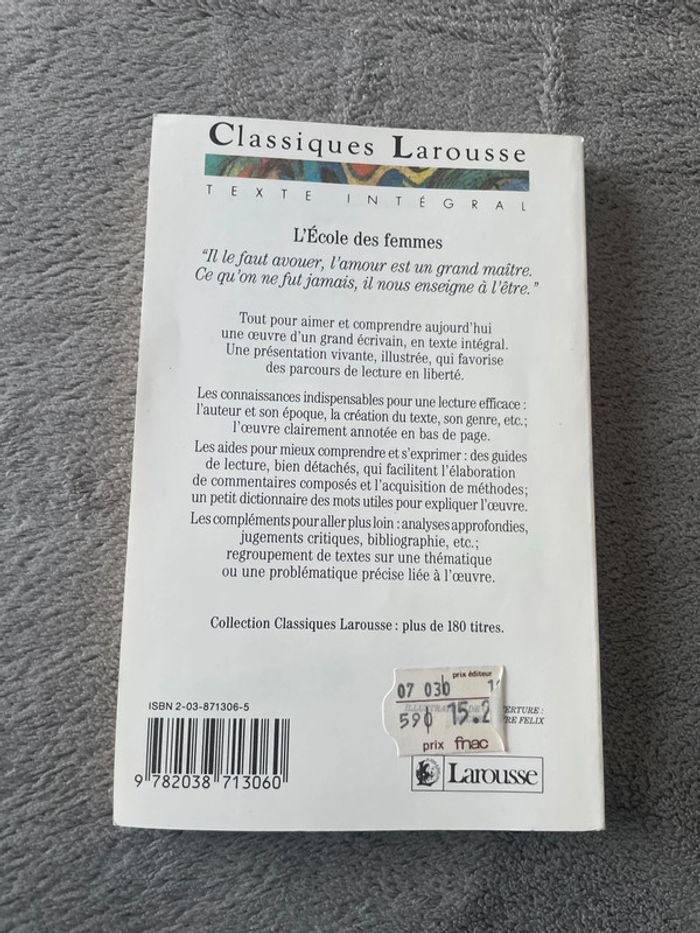 Classiques Larousse
TEXTE INTÉGRAL
L'École des femmes
"Il le faut avouer, l'amour est un grand maître.
Ce qu'on ne fut jamais, il nous enseigne à l'être."
Tout pour aimer et comprendre aujourd'hui
une œuvre d'un grand écrivain, en texte intégral.
Une présentation vivante, illustrée, qui favorise
des parcours de lecture en liberté.
Les connaissances indispensables pour une lecture efficace :
l'auteur et son époque, la création du texte, son genre, etc.;
l'œuvre clairement annotée en bas de page.
Les aides pour mieux comprendre et s'exprimer : des guides
de lecture, bien détachés, qui facilitent l'élaboration
de commentaires composés et l'acquisition de méthodes;
un petit dictionnaire des mots utiles pour expliquer l'œuvre.
Les compléments pour aller plus loin : analyses approfondies,
jugements critiques, bibliographie, etc.;
regroupement de textes sur une thématique
ou une problématique précise liée à l'œuvre.
Collection Classiques Larousse : plus de 180 titres.
prix éditeur
07 030
590 15.2
prix fnac
ISBN 2-03-871306-5
9 782038 713060
Larousse